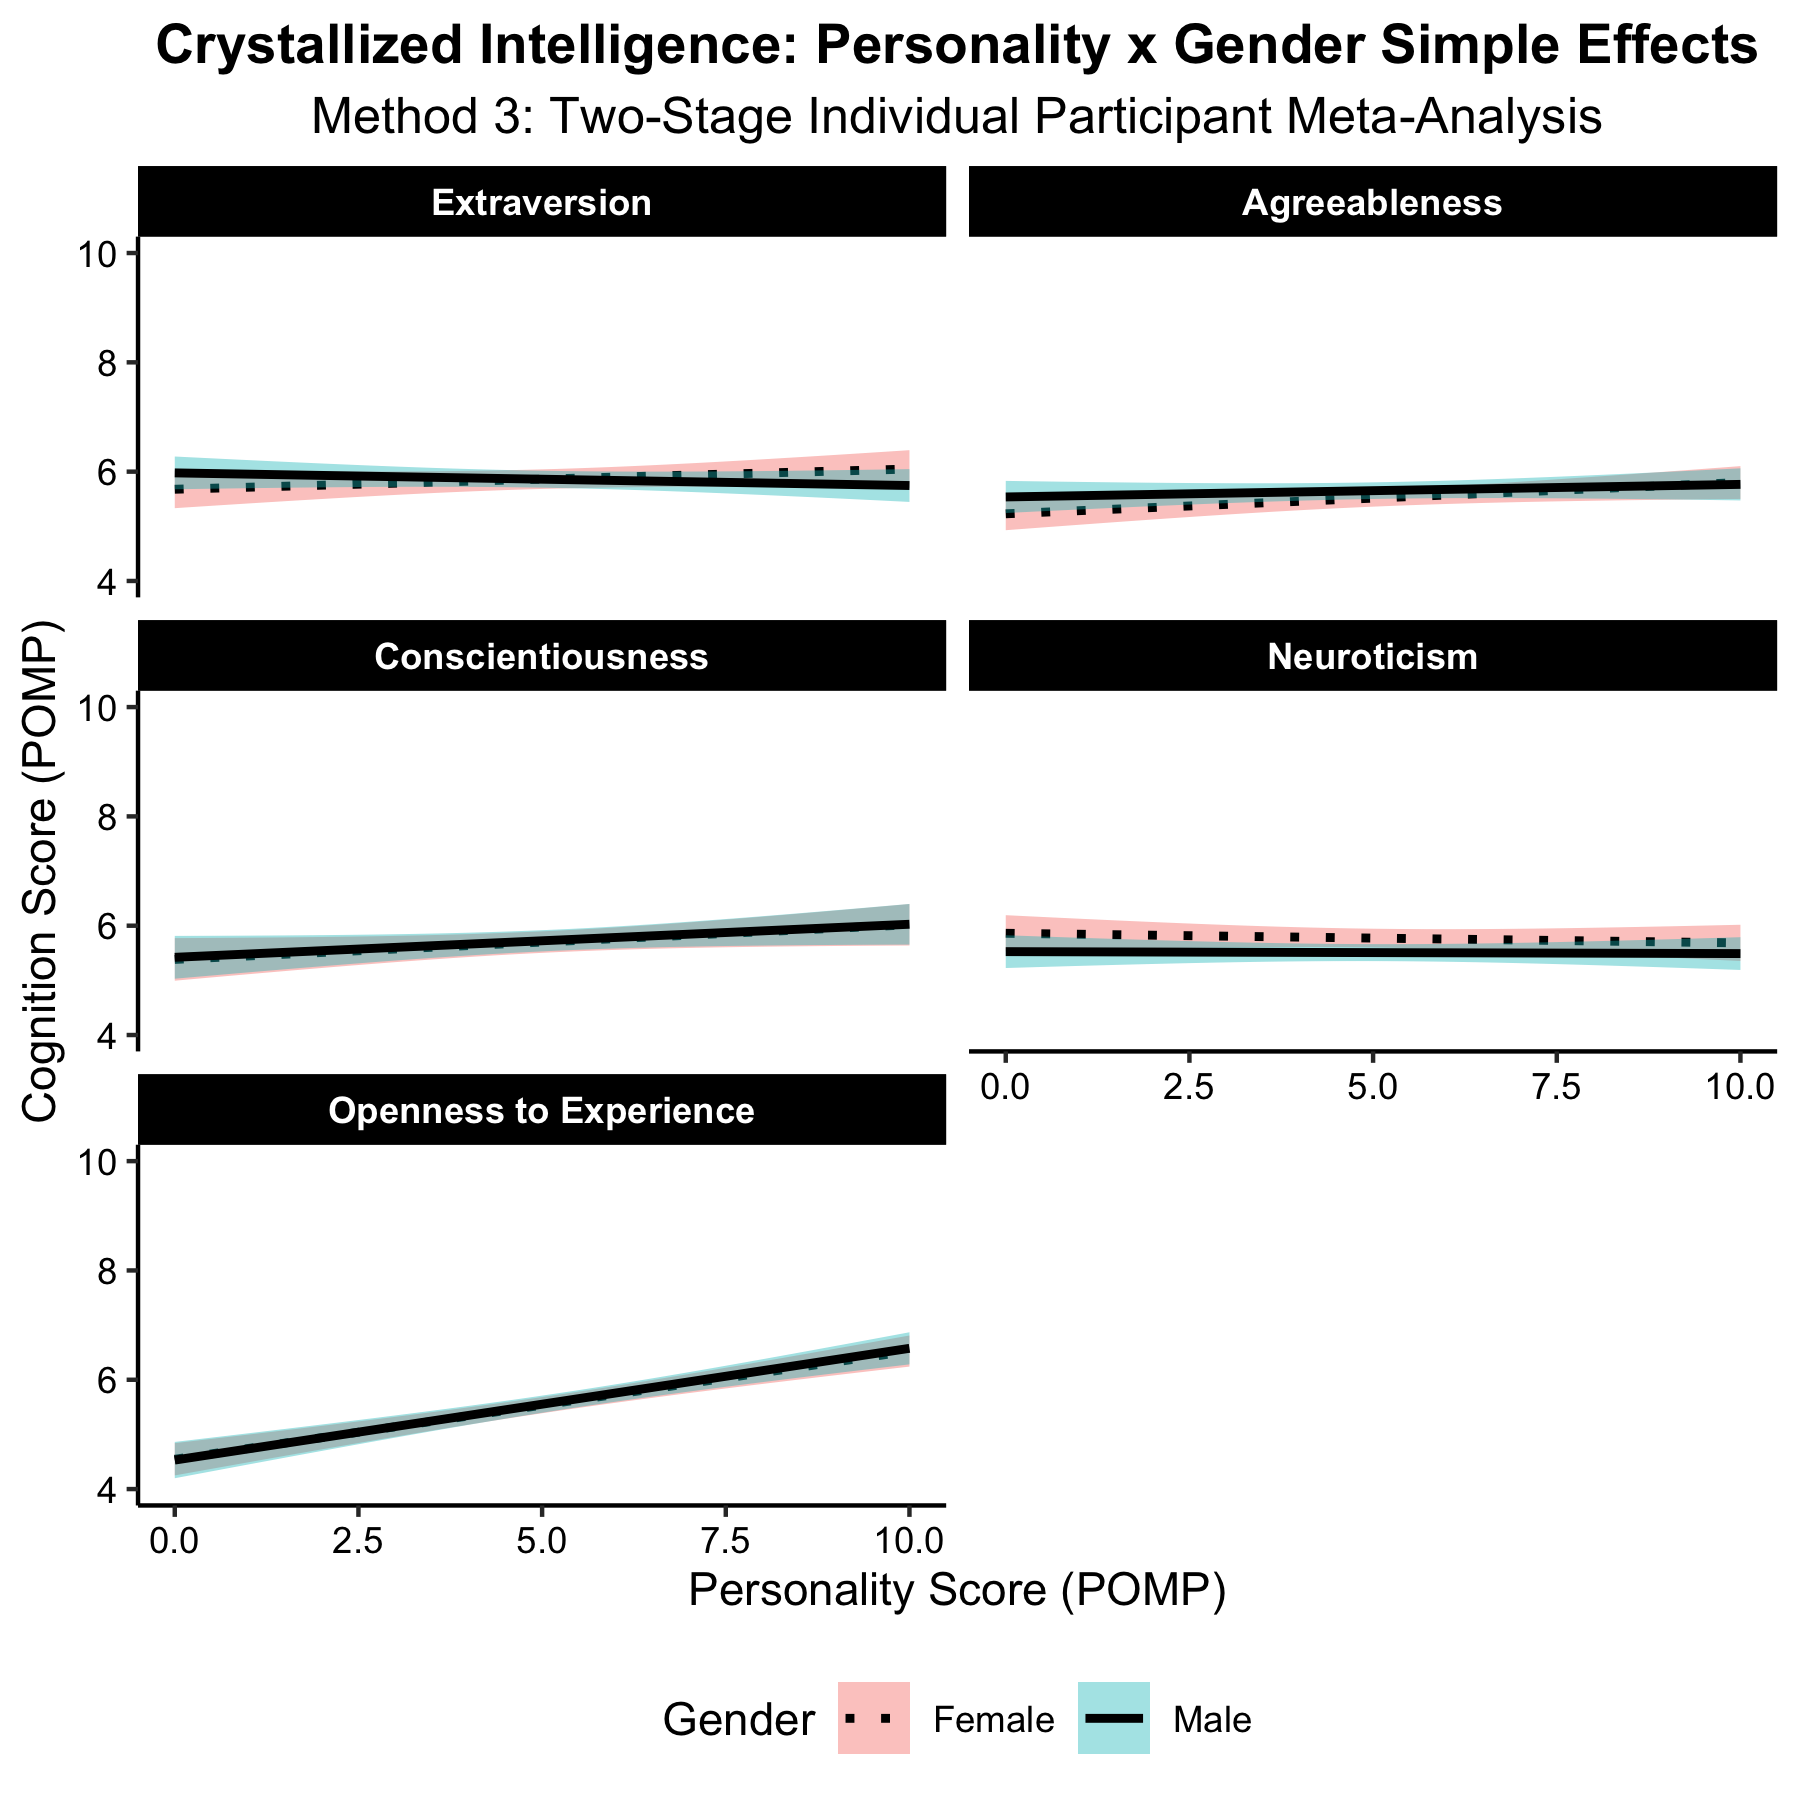 Crystallized Intelligence: Personality x Gender Simple Effects
Method 3: Two-Stage Individual Participant Meta-Analysis
Extraversion
Agreeableness
10
8
6
4
Conscientiousness
Neuroticism
10
8
6
4
0.0 2.5 5.0 7.5 10.0
Cognition Score (POMP)
Openness to Experience
10
8
6
4
0.0 2.5 5.0 7.5 10.0
Personality Score (POMP)
Gender Female Male